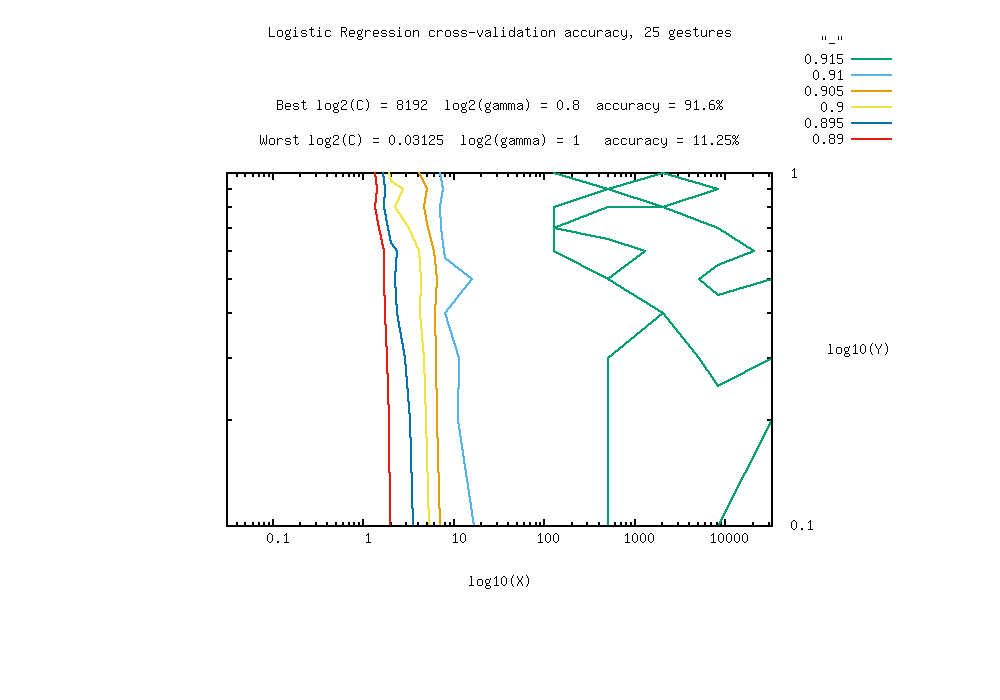 Logistic Regression cross-validation accuracy, 25 gestures
"_"
0.915
0.91
0.905
0.9
0.895
0.89
Best log2(C) = 8192  log2(gamma) = 0.8  accuracy = 91.6%
Worst log2(C) = 0.03125  log2(gamma) = 1   accuracy = 11.25%
1
log10(Y)
0.1
0.1 1 10 100 1000 10000
log10(X)